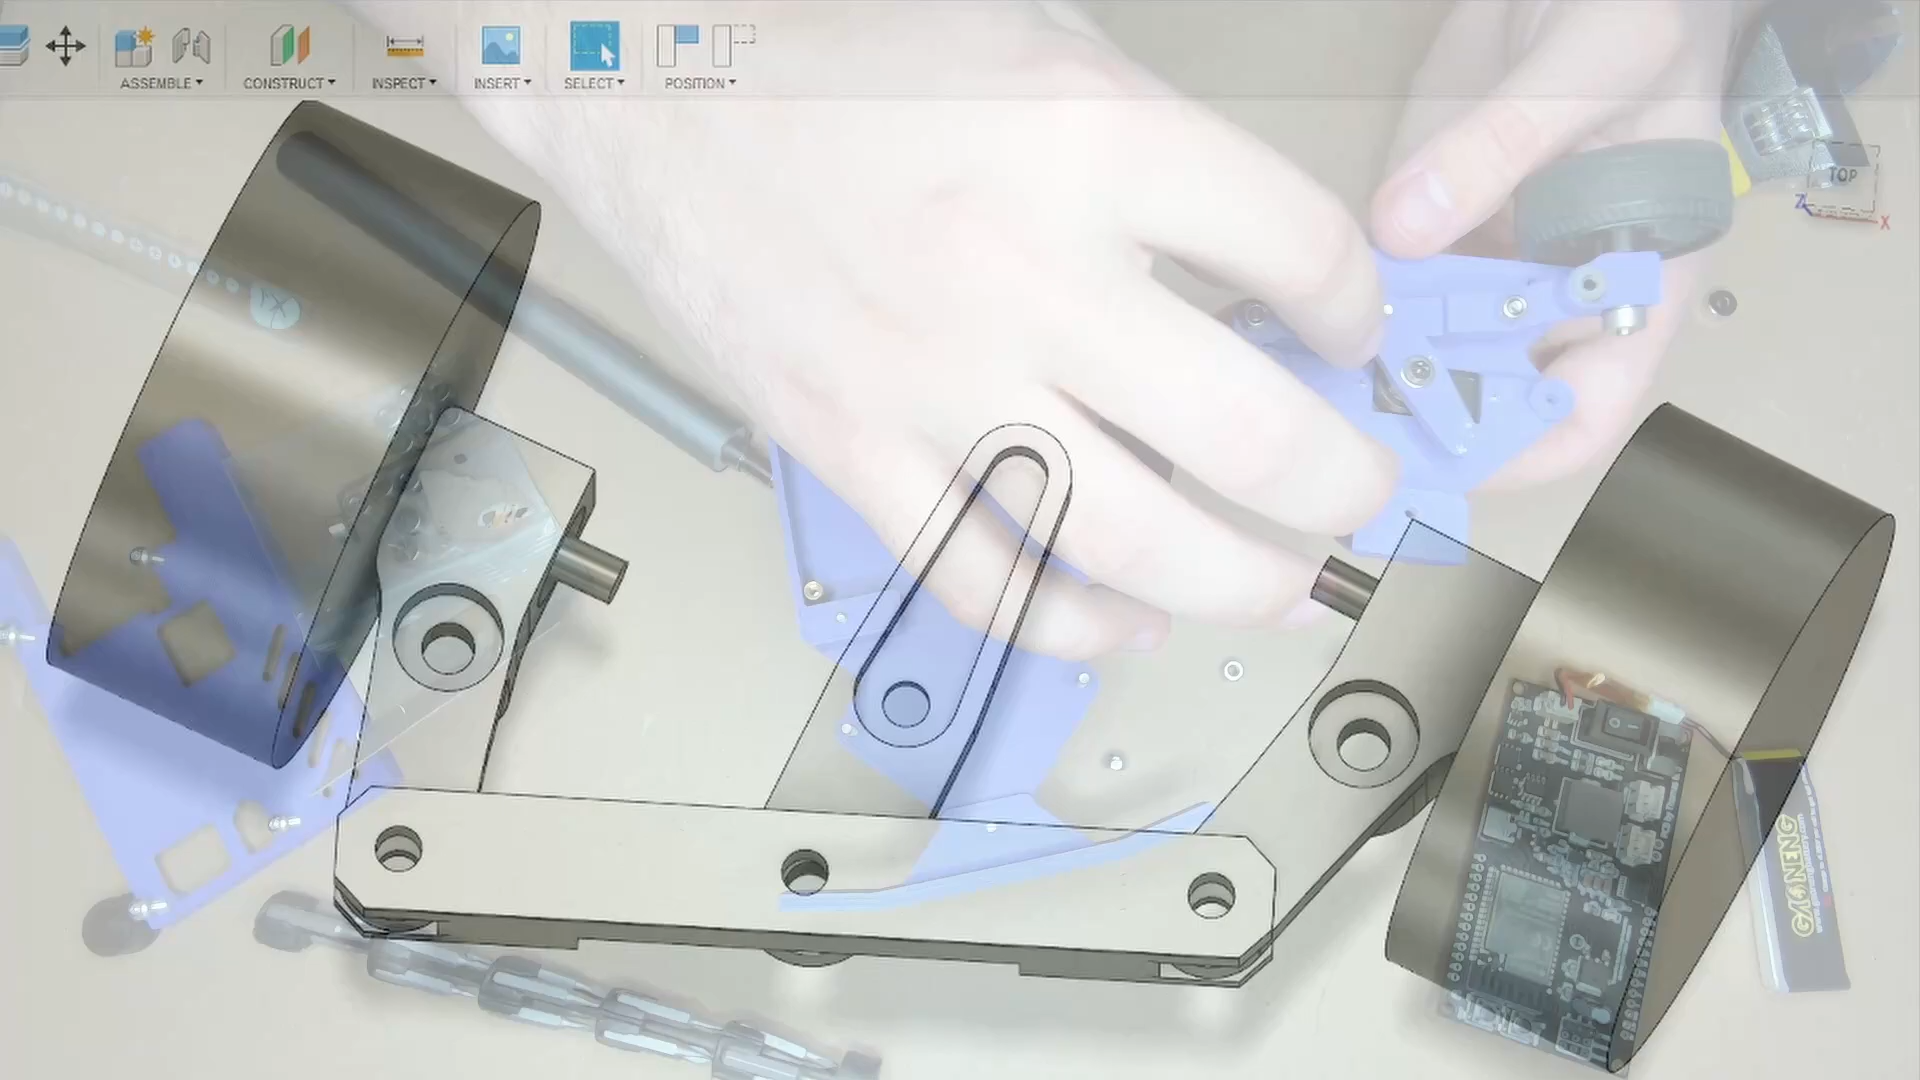 ASSEMBLE
CONSTRUCT
INSPECT
INSERT
SELECT
POSITION
TOP
Z
X
GAONENG